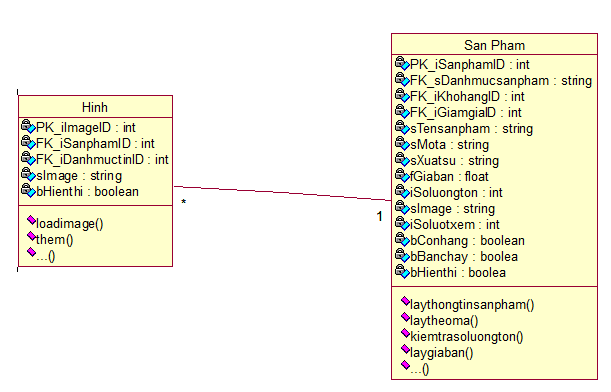 Hinh
PK_iImageID : int
FK_iSanphamID : int
FK_iDanhmuctinID : int
sImage : string
bHienthi : boolean
loadimage()
them()
...()
*
1
San Pham
PK_iSanphamID : int
FK_sDanhmucsanpham : string
FK_iKhohangID : int
FK_iGiamgiaID : int
sTensanpham : string
sMota : string
sXuatsu : string
fGiaban : float
iSoluongton : int
sImage : string
iSoluotxem : int
bConhang : boolean
bBanchay : boolea
bHienthi : boolea
laythongtinsanpham()
laytheoma()
kiemtrasoluongton()
laygiaban()
...()